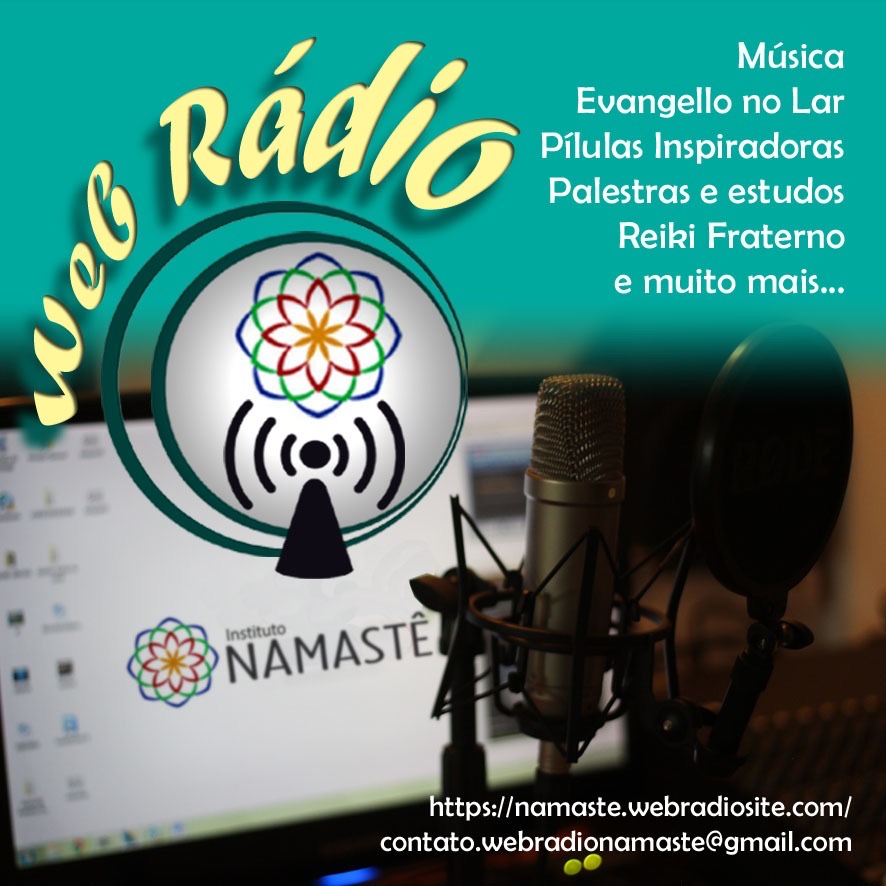 Web Rádio
Música
Evangello no Lar
Pílulas Inspiradoras
Palestras e estudos
Reiki Fraterno
e muito mais...
RØDE
Instituto
NAMASTÊ
https://namaste.webradiosite.com/
contato.webradionamaste@gmail.com